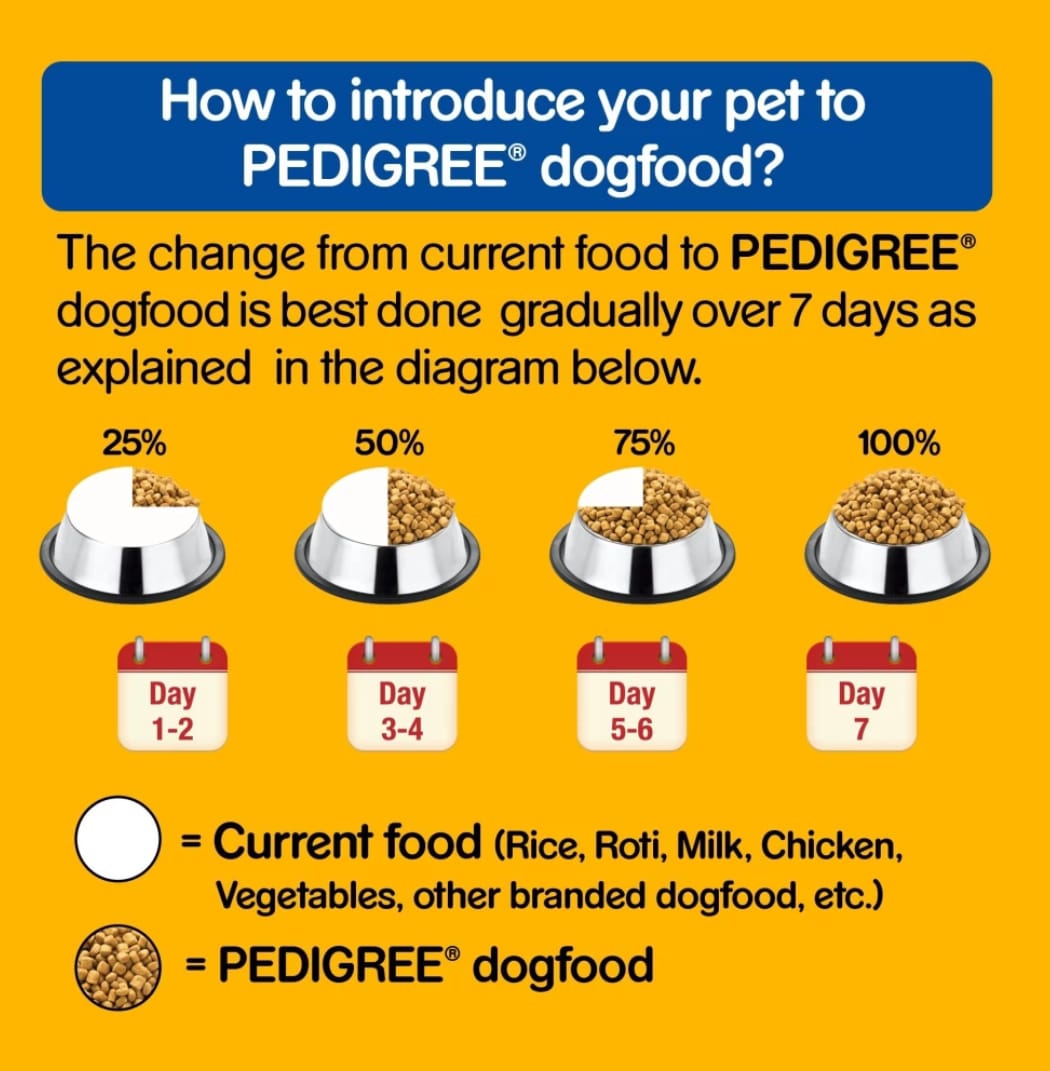 How to introduce your pet to
PEDIGREE® dogfood?
The change from current food to PEDIGREE®
dogfood is best done gradually over 7 days as
explained in the diagram below.
25% 50% 75% 100%
Day Day Day Day
1-2 3-4 5-6 7
= Current food (Rice, Roti, Milk, Chicken,
Vegetables, other branded dogfood, etc.)
= PEDIGREE® dogfood